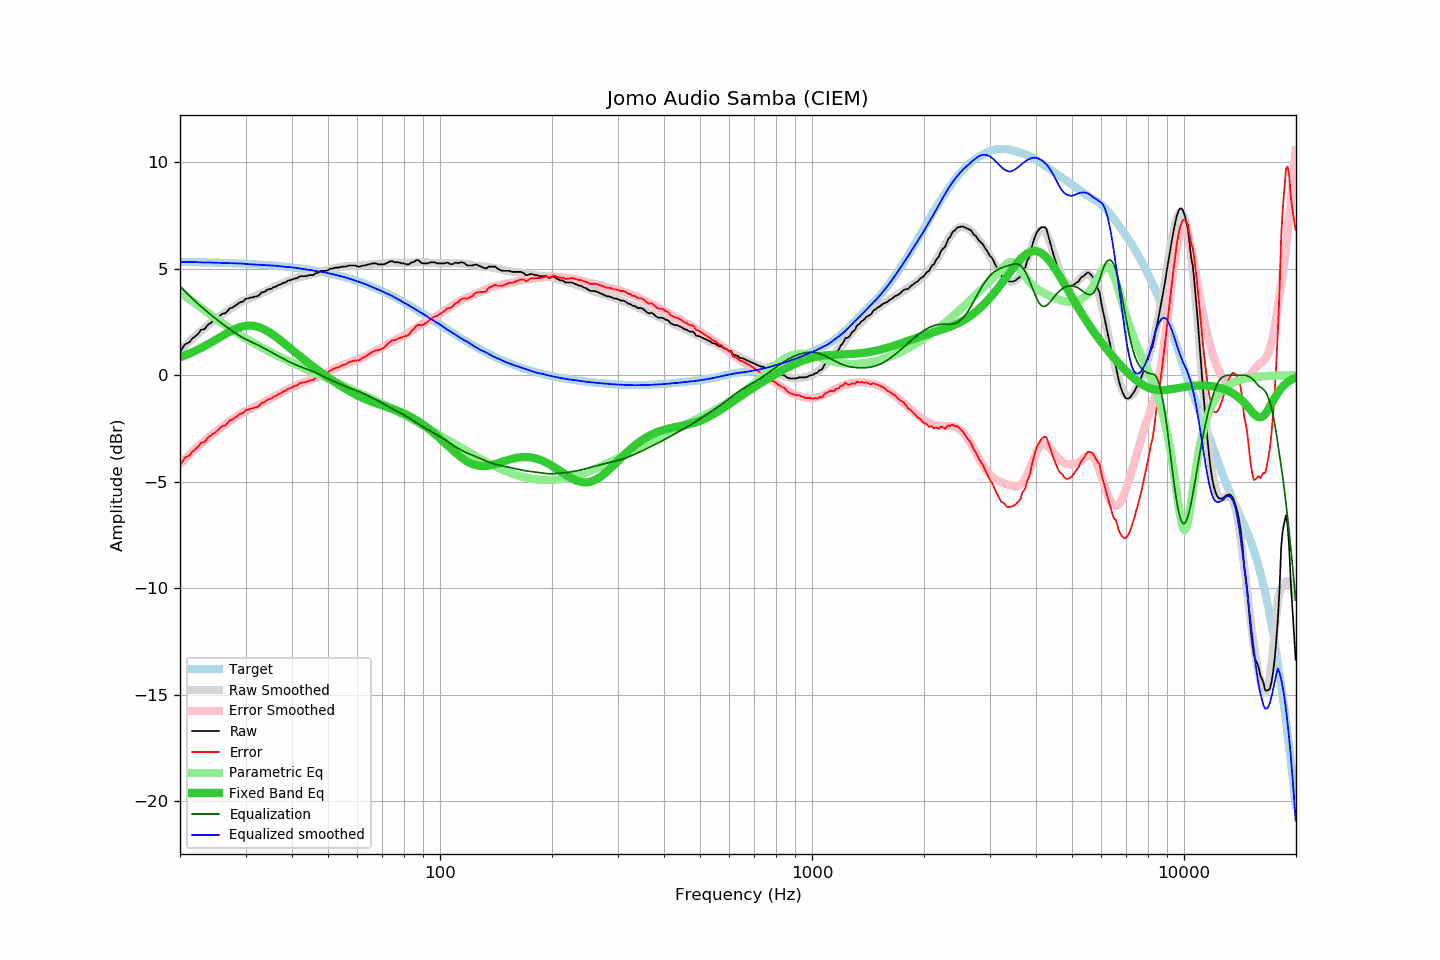 Jomo Audio Samba (CIEM)
Amplitude (dBr)
10
5
0
−5
−10
−15
−20
Target
Raw Smoothed
Error Smoothed
Raw
Error
Parametric Eq
Fixed Band Eq
Equalization
Equalized smoothed
100
1000
10000
Frequency (Hz)